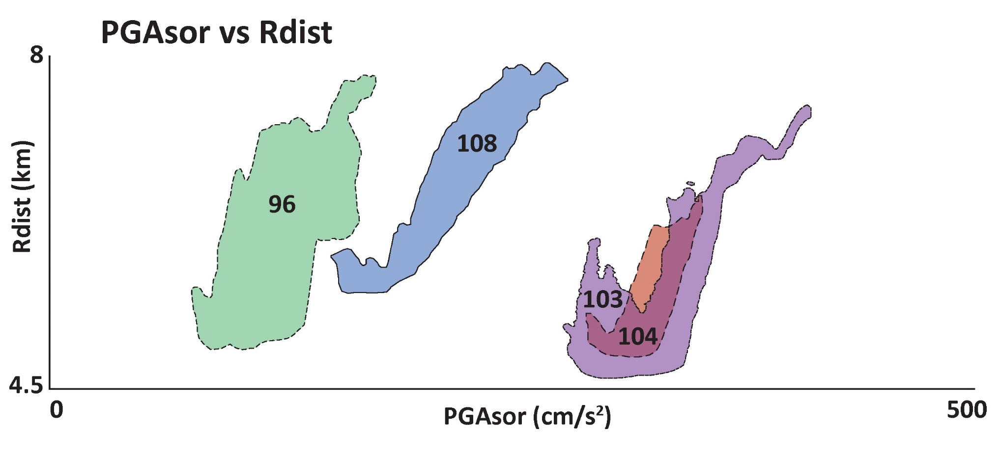 PGAsor vs Rdist
8
Rdist (km)
108
96
103
104
4.5
0
PGAsor (cm/s²)
500